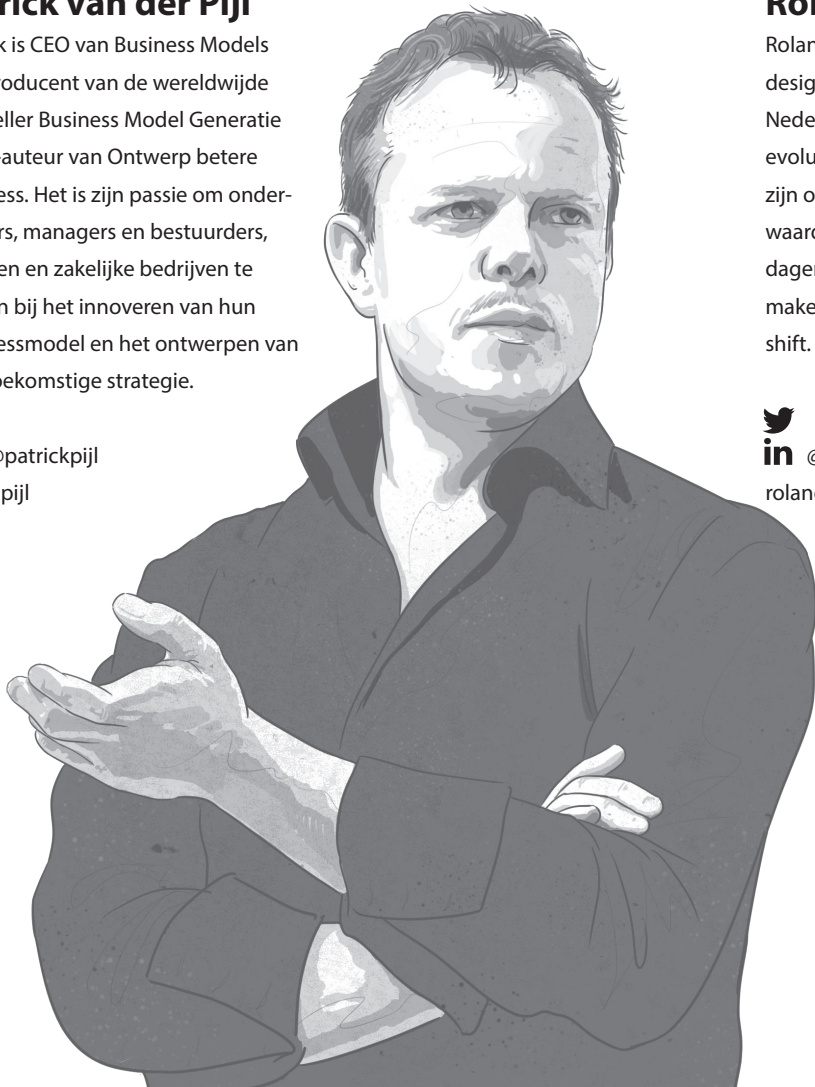 rick van der Pijl
k is CEO van Business Models
roducent van de wereldwijde
eller Business Model Generatie
-auteur van Ontwerp betere
ess. Het is zijn passie om onder-
rs, managers en bestuurders,
en en zakelijke bedrijven te
n bij het innoveren van hun
essmodel en het ontwerpen van
oekomstige strategie.
@patrickpijl
pijl
Rol
Rolan
desig
Nede
evolu
zijn o
waard
dagen
make
shift.
in @
roland